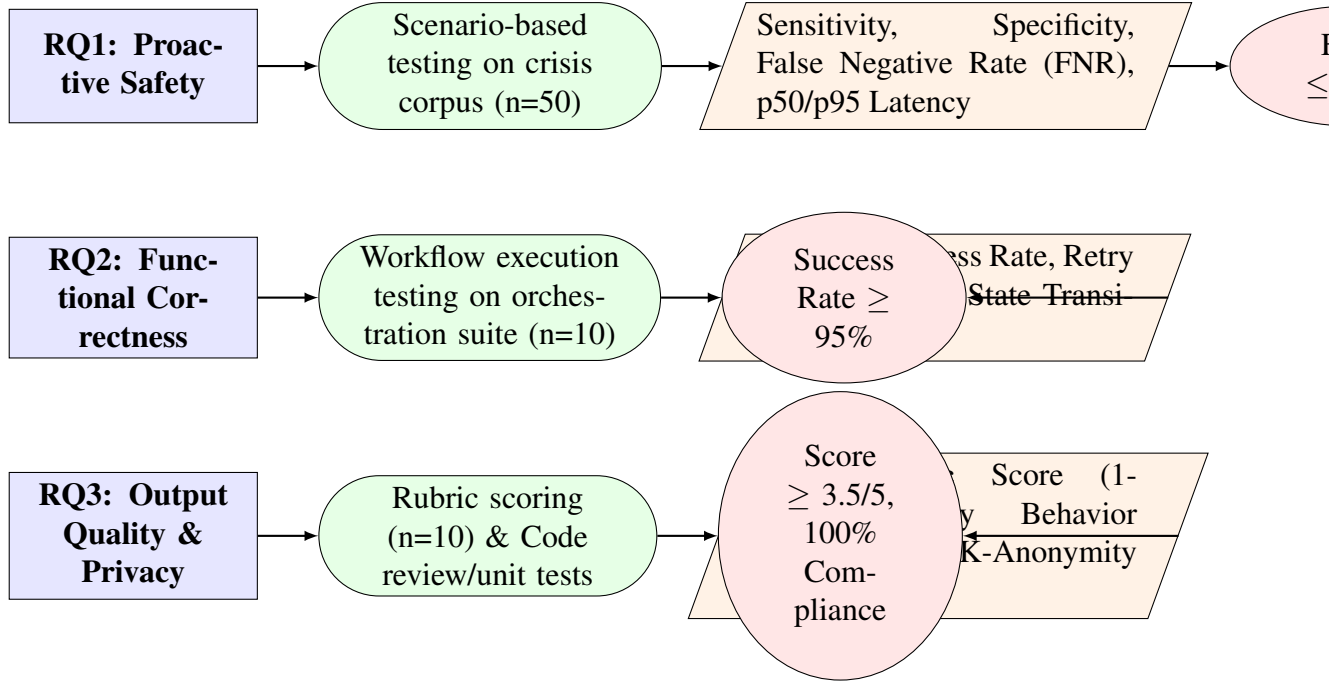 RQ1: Proac-
tive Safety
Scenario-based
testing on crisis
corpus (n=50)
Sensitivity, Specificity,
False Negative Rate (FNR),
p50/p95 Latency
≤
RQ2: Func-
tional Cor-
rectness
Workflow execution
testing on orches-
tration suite (n=10)
Success
Rate ≥
95%
Rate, Retry
State Transi-
RQ3: Output
Quality &
Privacy
Rubric scoring
(n=10) & Code
review/unit tests
Score
≥ 3.5/5,
100%
Com-
pliance
Score (1-
Behavior
K-Anonymity